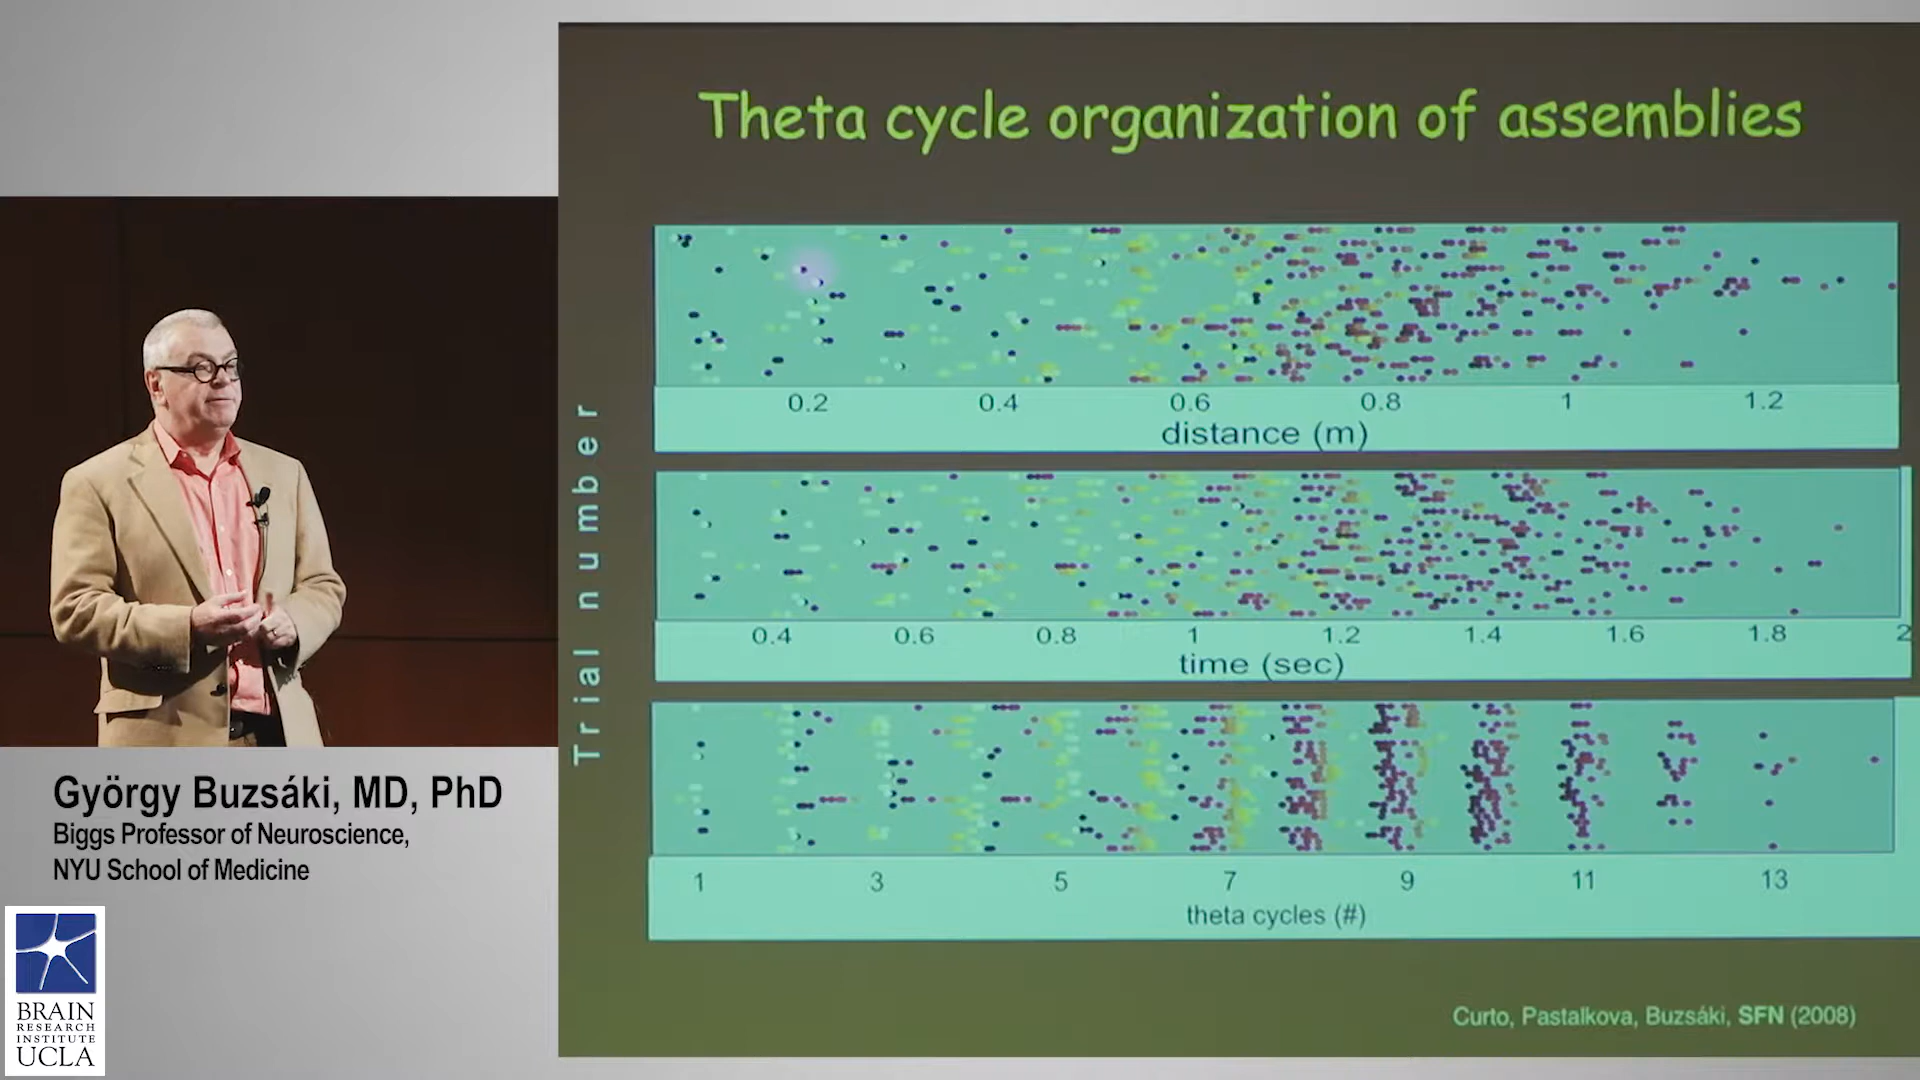 Theta cycle organization of assemblies
Trial number
0.2 0.4 0.6 0.8 1 1.2
distance (m)
0.4 0.6 0.8 1 1.2 1.4 1.6 1.8 2
time (sec)
1 3 5 7 9 11 13
theta cycles (#)
Curto, Pastalkova, Buzsáki, SFN (2008)
György Buzsáki, MD, PhD
Biggs Professor of Neuroscience,
NYU School of Medicine
BRAIN
RESEARCH
INSTITUTE
UCLA